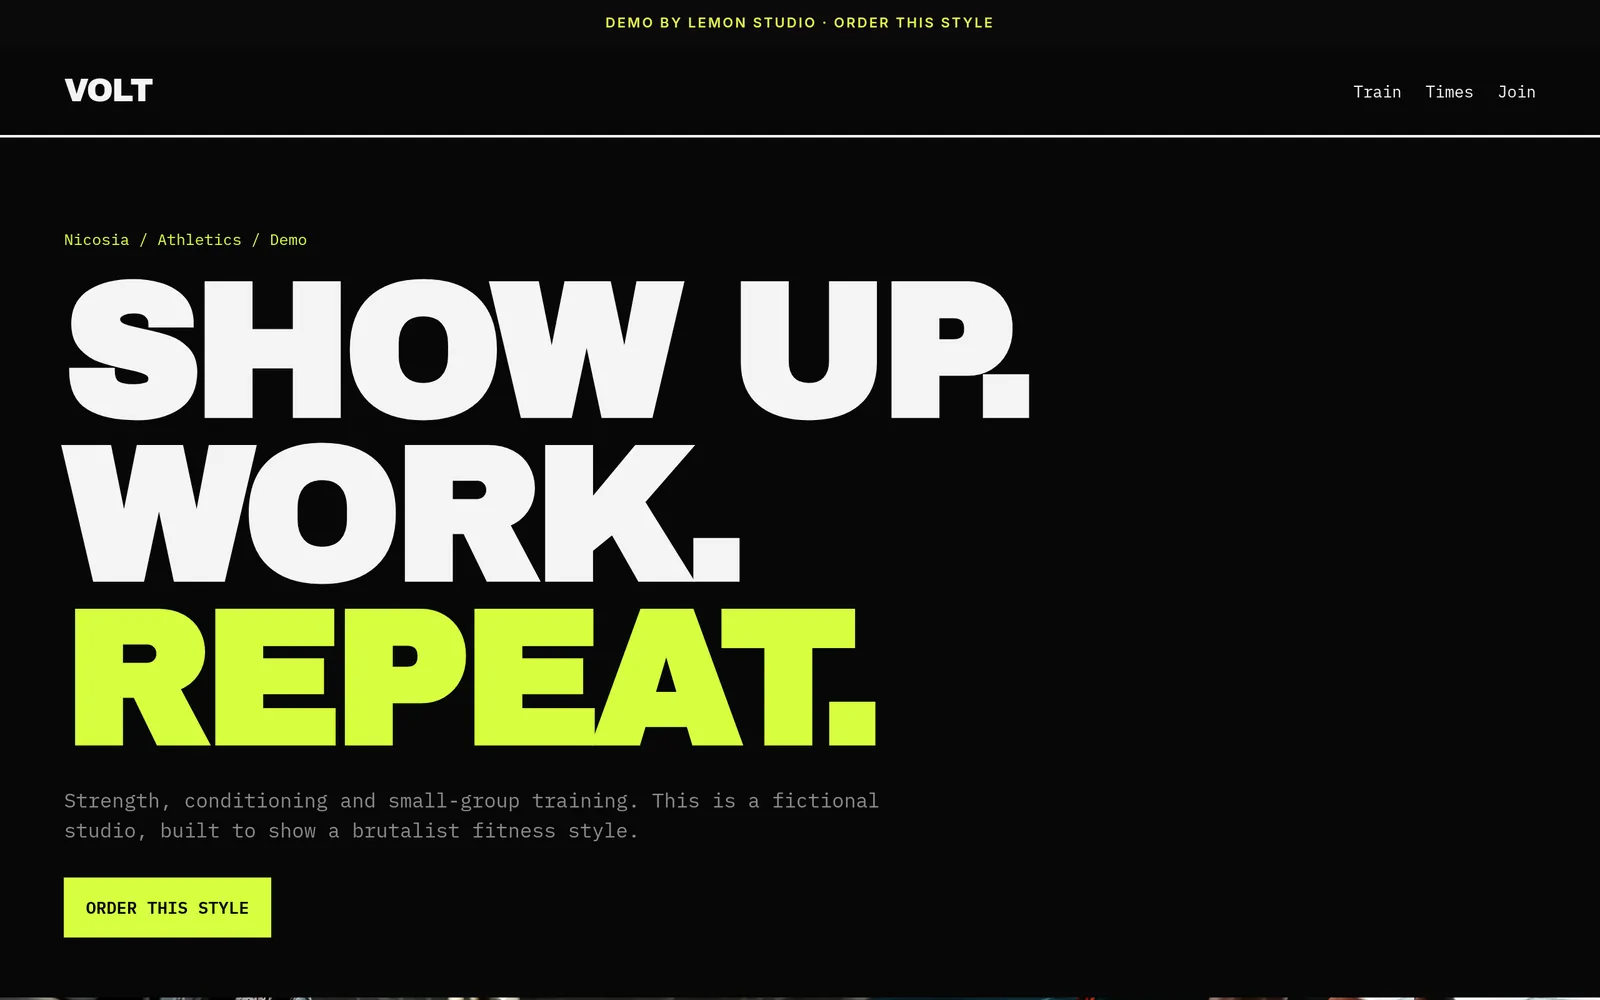 DEMO BY LEMON STUDIO · ORDER THIS STYLE
VOLT
Train Times Join
Nicosia / Athletics / Demo
SHOW UP.
WORK.
REPEAT.
Strength, conditioning and small-group training. This is a fictional
studio, built to show a brutalist fitness style.
ORDER THIS STYLE